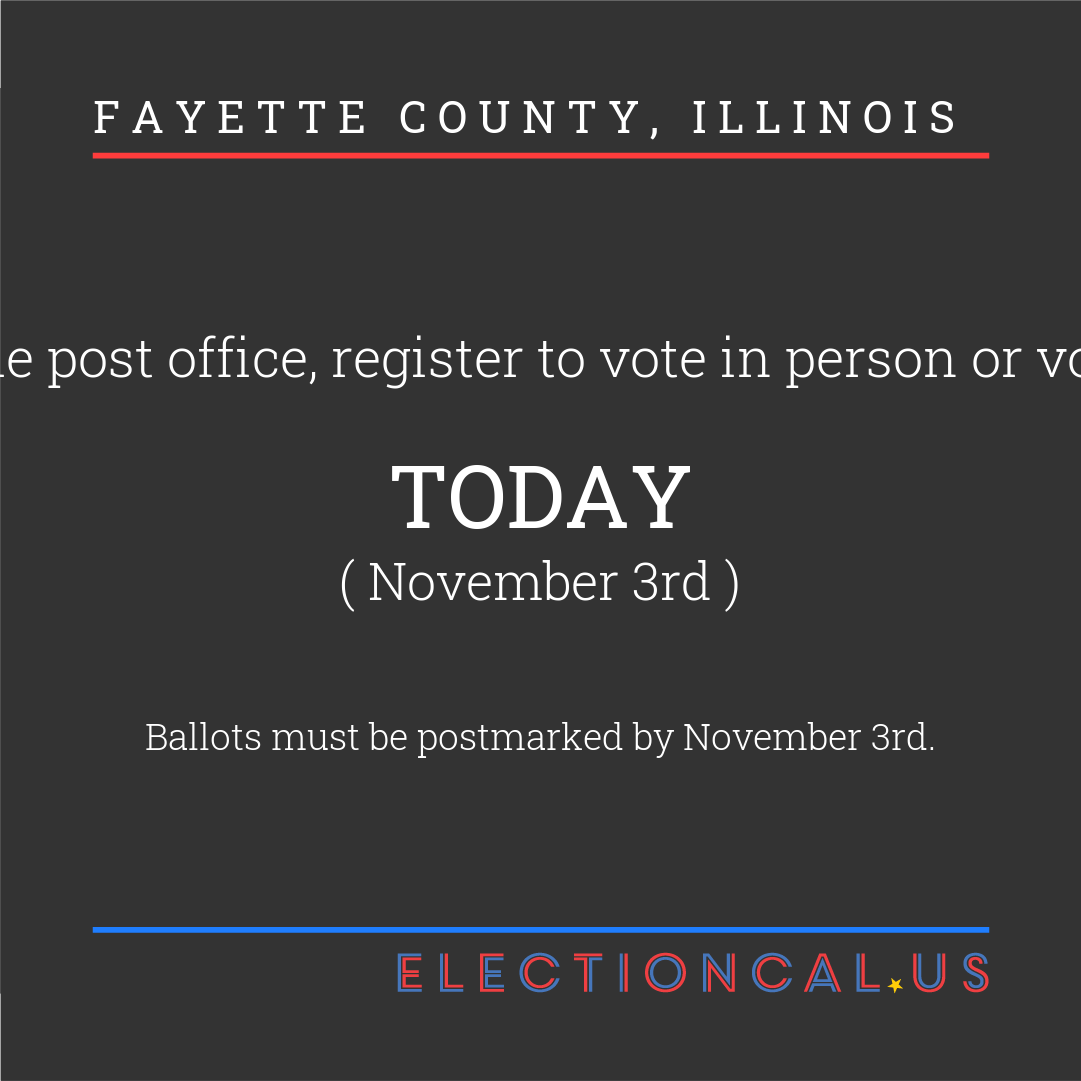 FAYETTE COUNTY, ILLINOIS
post office, register to vote in person or
TODAY
( November 3rd )
Ballots must be postmarked by November 3rd.
ELECTIONCAL.US